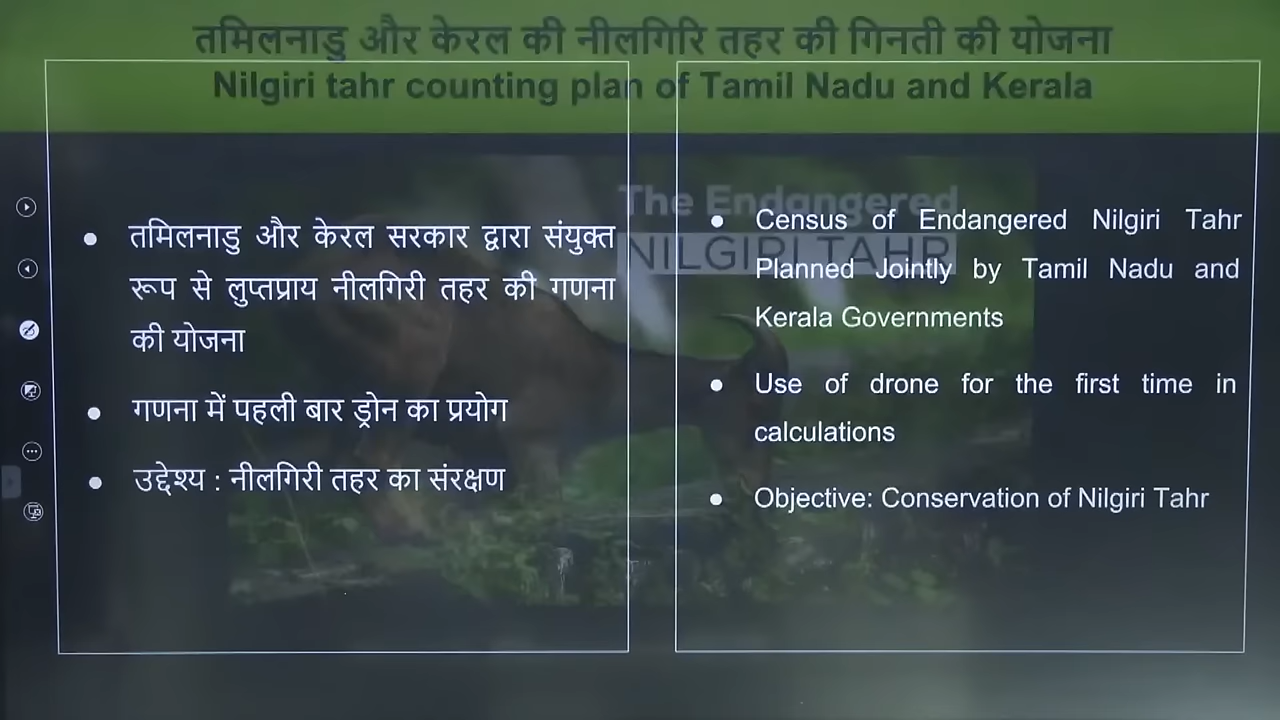 तमिलनाडु और केरल की नीलगिरि तहर की गिनती की योजना
Nilgiri tahr counting plan of Tamil Nadu and Kerala
The Endangered
NILGIRI TAHR
• तमिलनाडु और केरल सरकार द्वारा संयुक्त
रूप से लुप्तप्राय नीलगिरी तहर की गणना
की योजना
• गणना में पहली बार ड्रोन का प्रयोग
• उद्देश्य : नीलगिरी तहर का संरक्षण
• Census of Endangered Nilgiri Tahr
Planned Jointly by Tamil Nadu and
Kerala Governments
• Use of drone for the first time in
calculations
• Objective: Conservation of Nilgiri Tahr